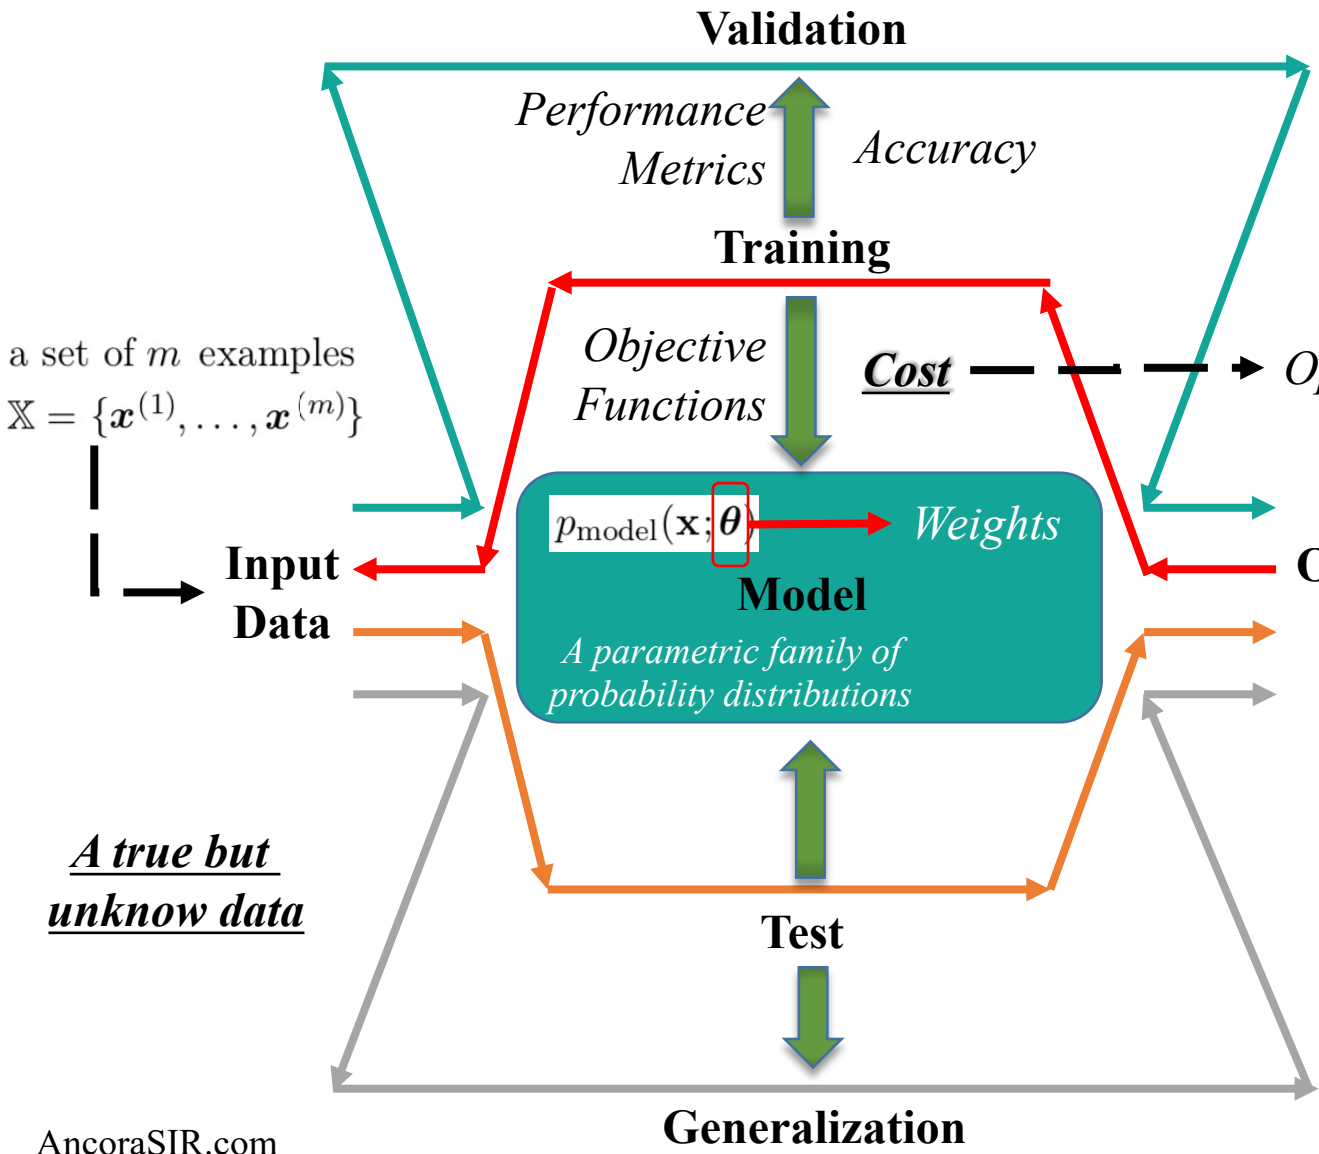 Validation
Performance
Metrics
Accuracy
Training
a set of m examples
𝕏 = {x^(1), . . . , x^(m)}
Objective
Functions
Cost
p_model(x; θ)
Weights
Input
Data
Model
A parametric family of
probability distributions
A true but
unknow data
Test
Generalization
AncoraSIR.com